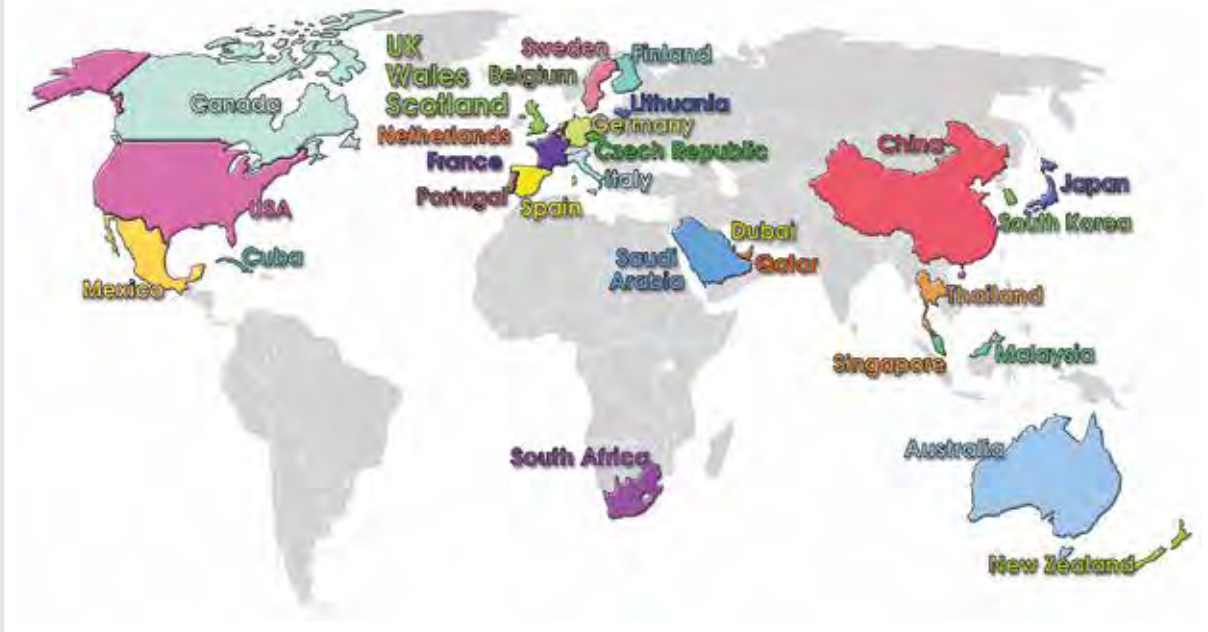 UK
Sweden
Finland
Wales
Belgium
Canada
Scotland
Lithuania
Netherlands
Germany
China
France
Czech Republic
Italy
Japan
Portugal
Spain
USA
South Korea
Dubai
Cuba
Saudi
Arabia
Qatar
Mexico
Thailand
Singapore
Malaysia
South Africa
Australia
New Zealand